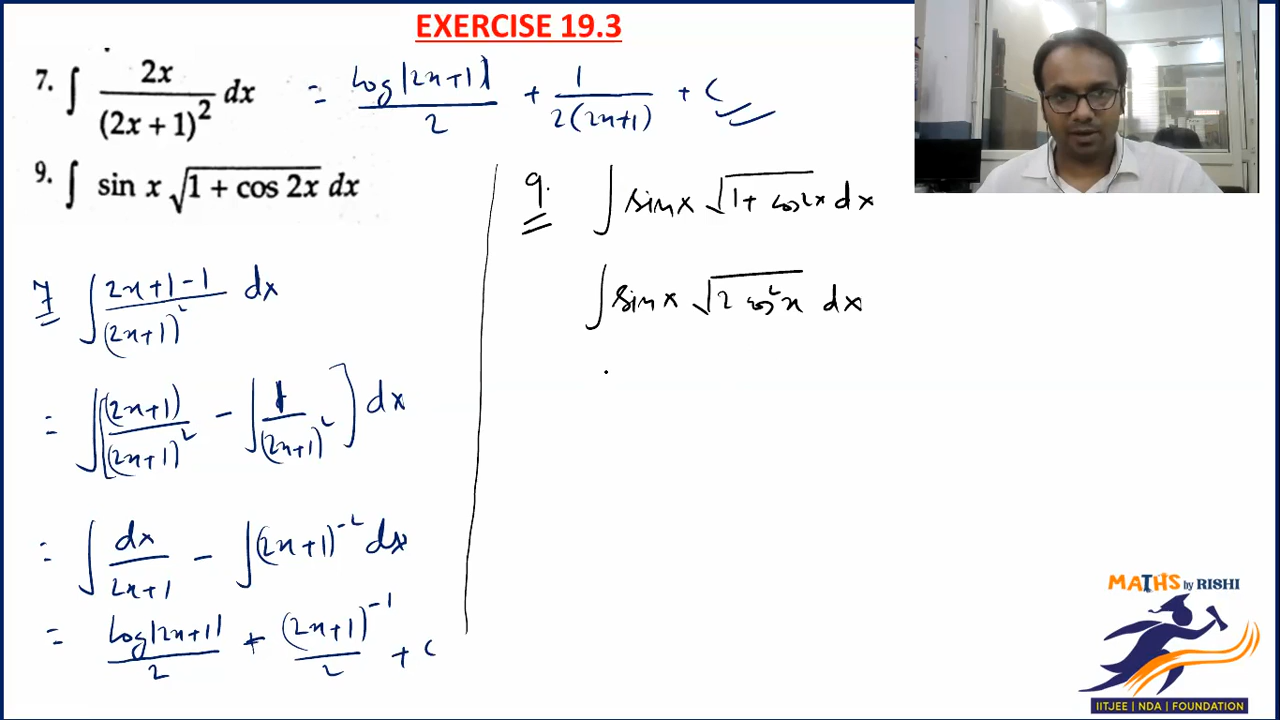 EXERCISE 19.3
7. ∫ 2x/(2x + 1)² dx = log|2x+1|/2 + 1/2(2x+1) + C
9. ∫ sin x √(1 + cos 2x) dx
7 ∫ 2x+1-1/(2x+1)² dx
= ∫[(2x+1)/(2x+1)² - ∫1/(2x+1)²] dx
= ∫ dx/2x+1 - ∫(2x+1)⁻² dx
= log|2x+1|/2 + (2x+1)⁻¹/2 + C
9. ∫ sin x √(1+ cos 2x) dx
∫ sin x √(2 cos²x) dx
MATHS by RISHI
IITJEE | NDA | FOUNDATION